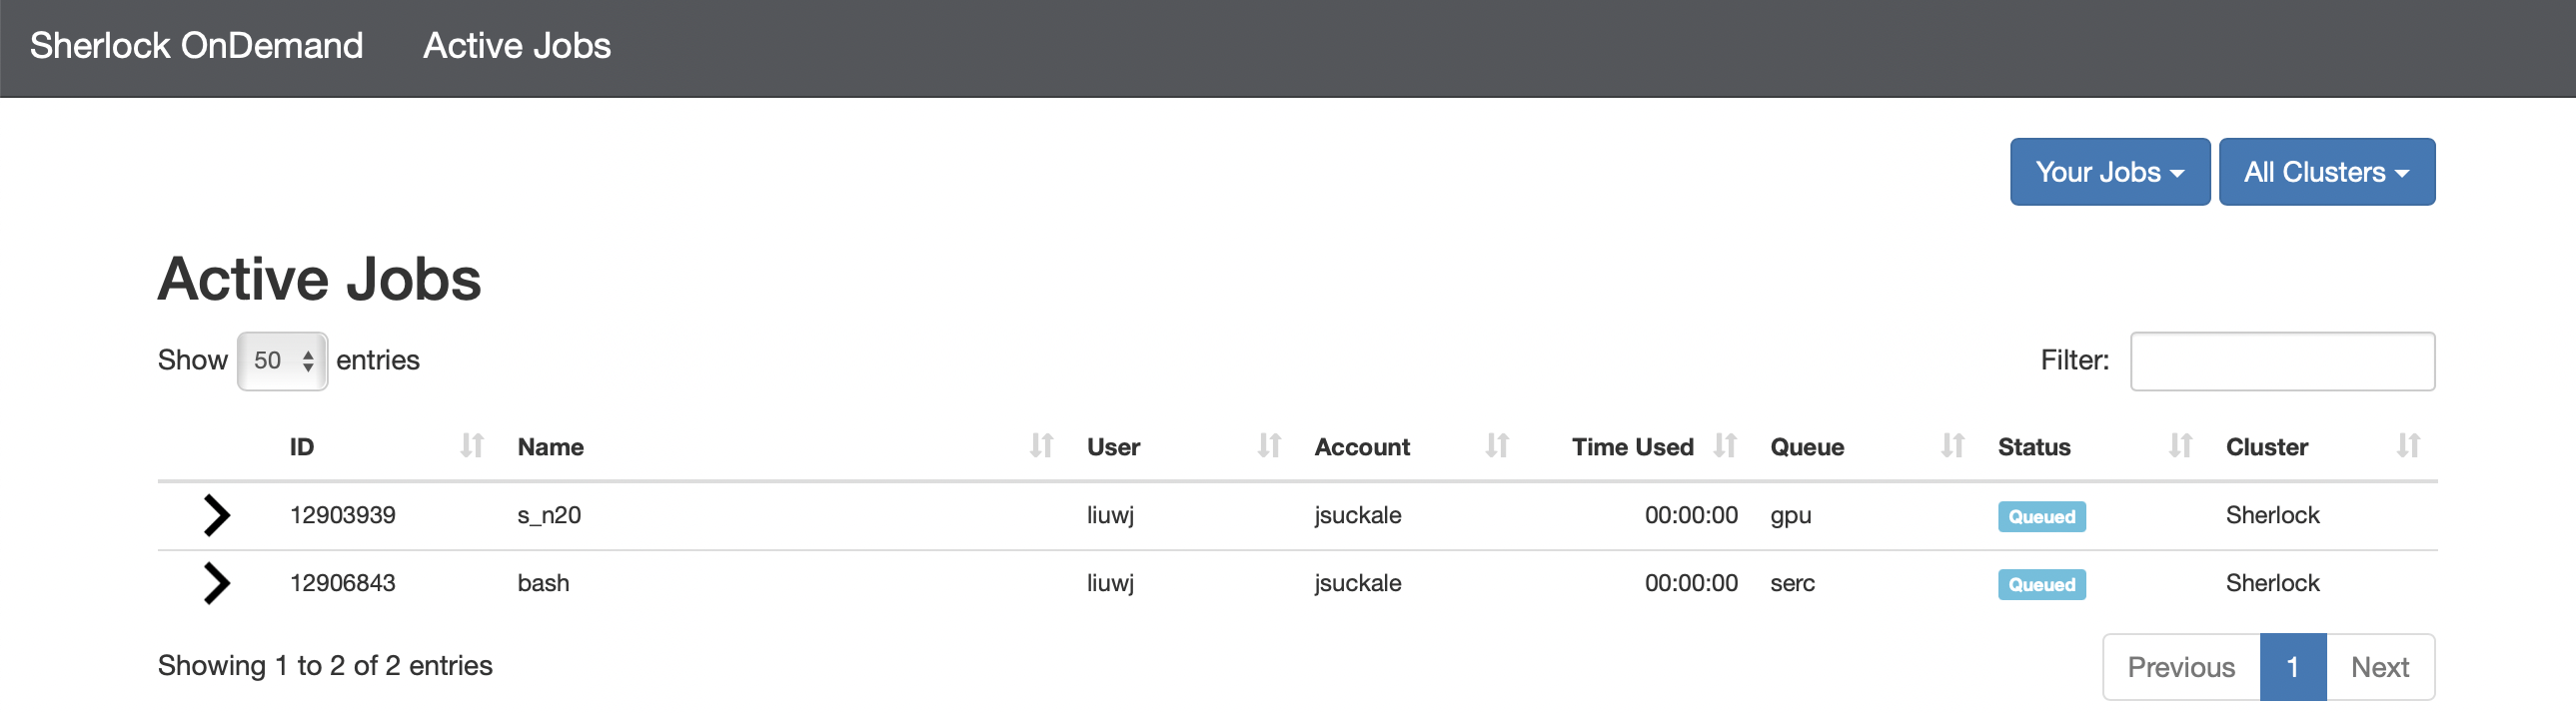 Sherlock OnDemand Active Jobs
Your Jobs All Clusters
Active Jobs
Show 50 entries Filter:
ID Name User Account Time Used Queue Status Cluster
12903939 s_n20 liuwj jsuckale 00:00:00 gpu Queued Sherlock
12906843 bash liuwj jsuckale 00:00:00 serc Queued Sherlock
Showing 1 to 2 of 2 entries Previous 1 Next